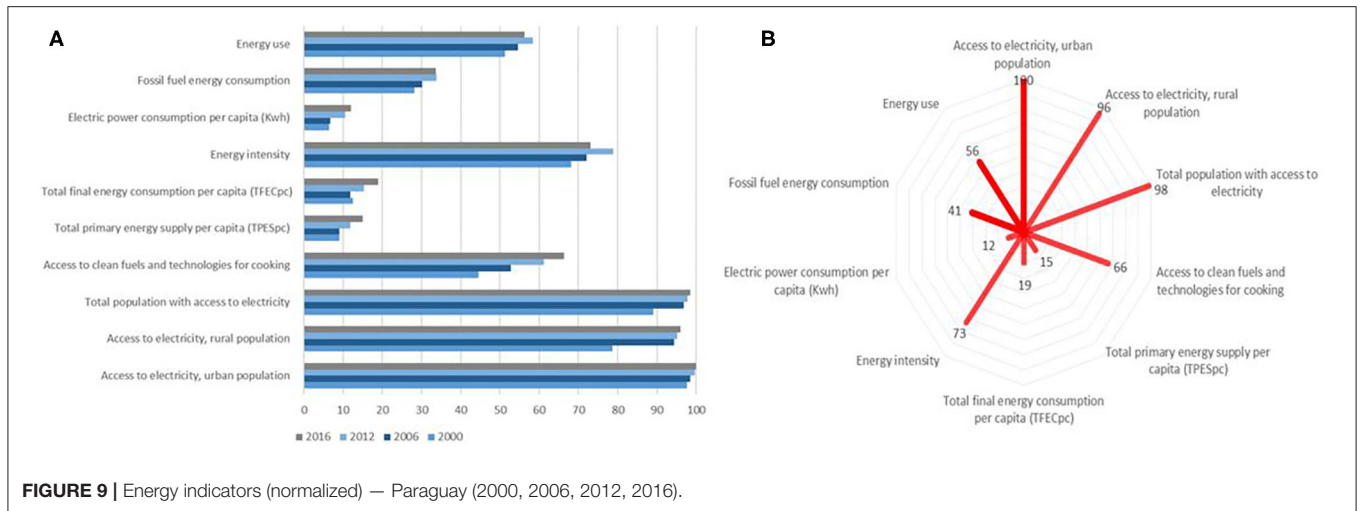 A
Energy use
Fossil fuel energy consumption
Electric power consumption per capita (Kwh)
Energy intensity
Total final energy consumption per capita (TFECpc)
Total primary energy supply per capita (TPESpc)
Access to clean fuels and technologies for cooking
Total population with access to electricity
Access to electricity, rural population
Access to electricity, urban population
0 10 20 30 40 50 60 70 80 90 100
2016 2012 2006 2000
B
Access to electricity, urban
population
100
Access to electricity, rural
population
96
Total population with access to
electricity
98
Access to clean fuels and
technologies for cooking
66
Total primary energy supply per
capita (TPESpc)
15
Total final energy consumption
per capita (TFECpc)
19
Energy intensity
73
Electric power consumption per
capita (Kwh)
12
Fossil fuel energy consumption
41
Energy use
56
FIGURE 9 | Energy indicators (normalized) — Paraguay (2000, 2006, 2012, 2016).